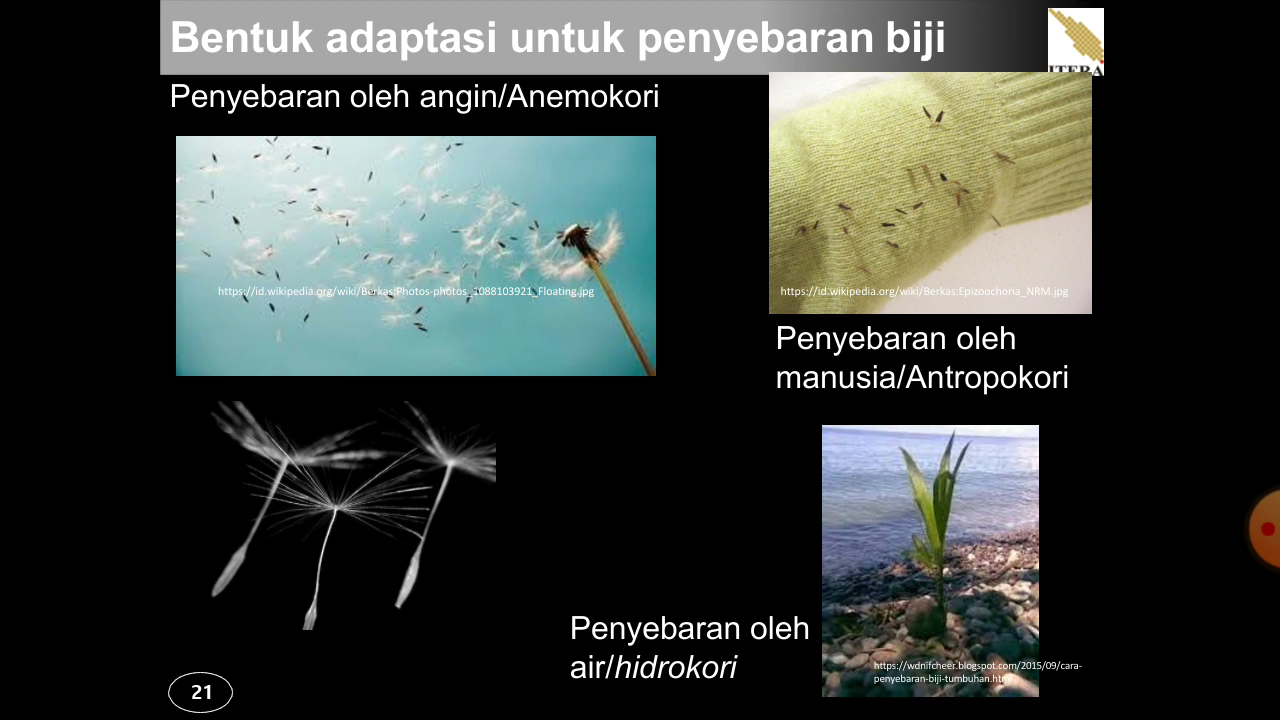 Bentuk adaptasi untuk penyebaran biji
ITERA
Penyebaran oleh angin/Anemokori
https://id.wikipedia.org/wiki/Berkas:Photos-photos_1088103921_Floating.jpg
https://id.wikipedia.org/wiki/Berkas:Epizoochoria_NRM.jpg
Penyebaran oleh
manusia/Antropokori
Penyebaran oleh
air/hidrokori
https://wdnifcheer.blogspot.com/2015/09/cara-
penyebaran-biji-tumbuhan.html
21